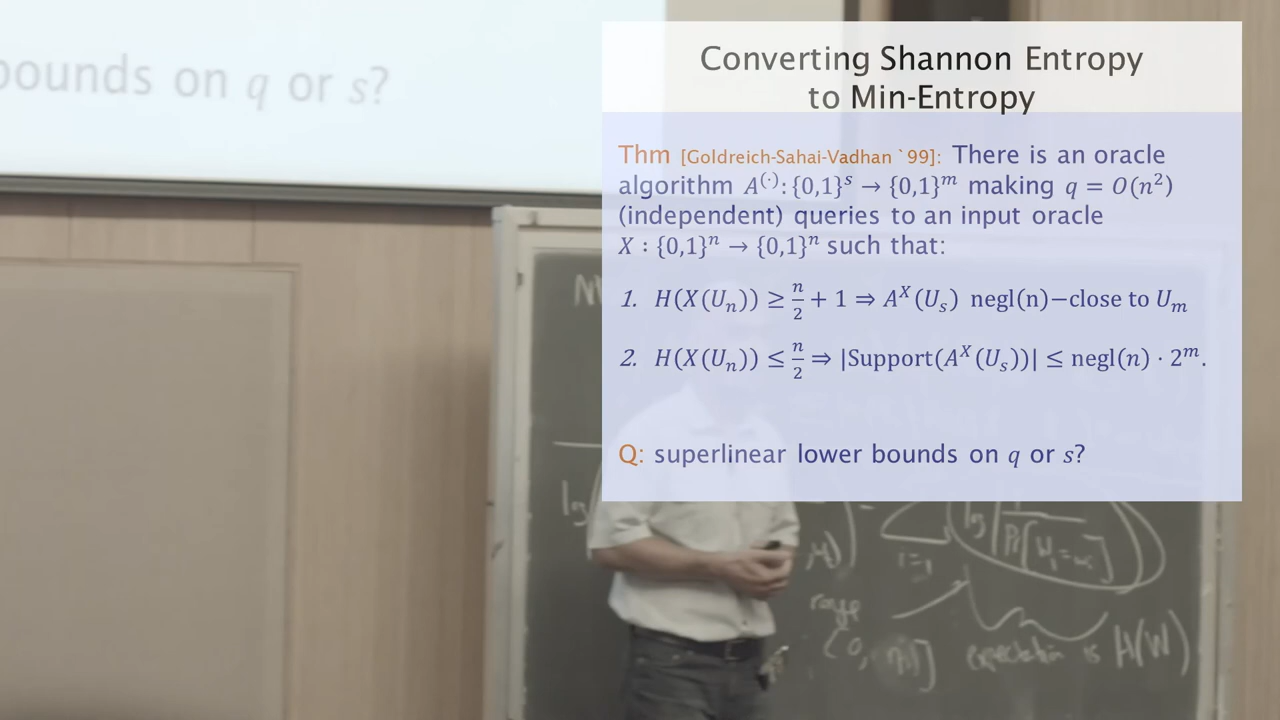 bounds on q or s?
Converting Shannon Entropy
to Min-Entropy
Thm [Goldreich-Sahai-Vadhan `99]: There is an oracle
algorithm A^(·): {0,1}^s → {0,1}^m making q = O(n²)
(independent) queries to an input oracle
X : {0,1}^n → {0,1}^n such that:
1. H(X(U_n)) ≥ n/2 + 1 ⇒ A^X(U_s) negl(n)−close to U_m
2. H(X(U_n)) ≤ n/2 ⇒ |Support(A^X(U_s))| ≤ negl(n) · 2^m.
Q: superlinear lower bounds on q or s?
lg
i=1
range
expectation is H(W)